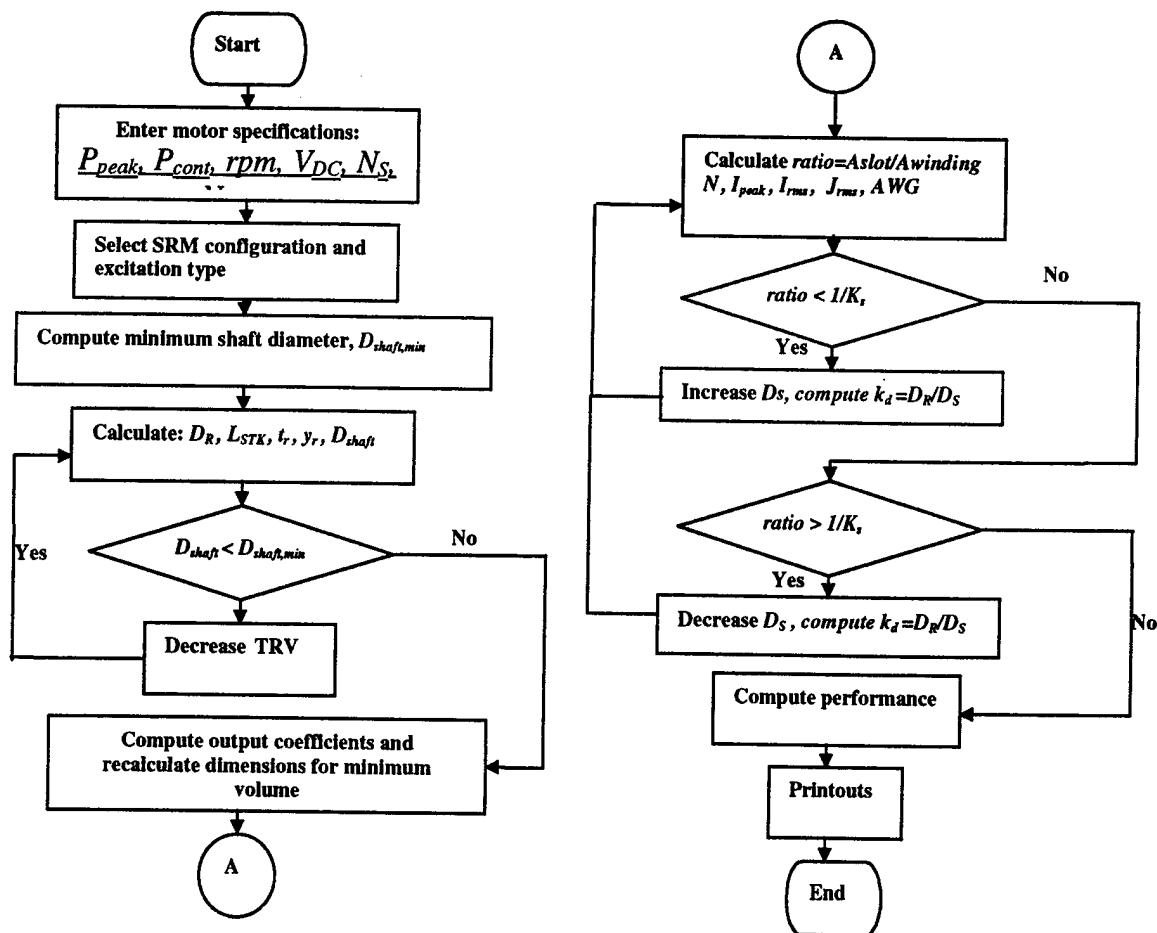 Start
Enter motor specifications:
P_peak, P_cont, rpm, V_DC, N_S,
Select SRM configuration and
excitation type
Compute minimum shaft diameter, D_shaft,min
Calculate: D_R, L_STK, t_r, y_r, D_shaft
Yes
D_shaft < D_shaft,min
No
Decrease TRV
Compute output coefficients and
recalculate dimensions for minimum
volume
A
A
Calculate ratio=Aslot/Awinding
N, I_peak, I_rms, J_rms, AWG
ratio < 1/K_s
No
Yes
Increase Ds, compute k_d=D_R/D_S
ratio > 1/K_s
Yes
No
Decrease D_S, compute k_d=D_R/D_S
Compute performance
Printouts
End